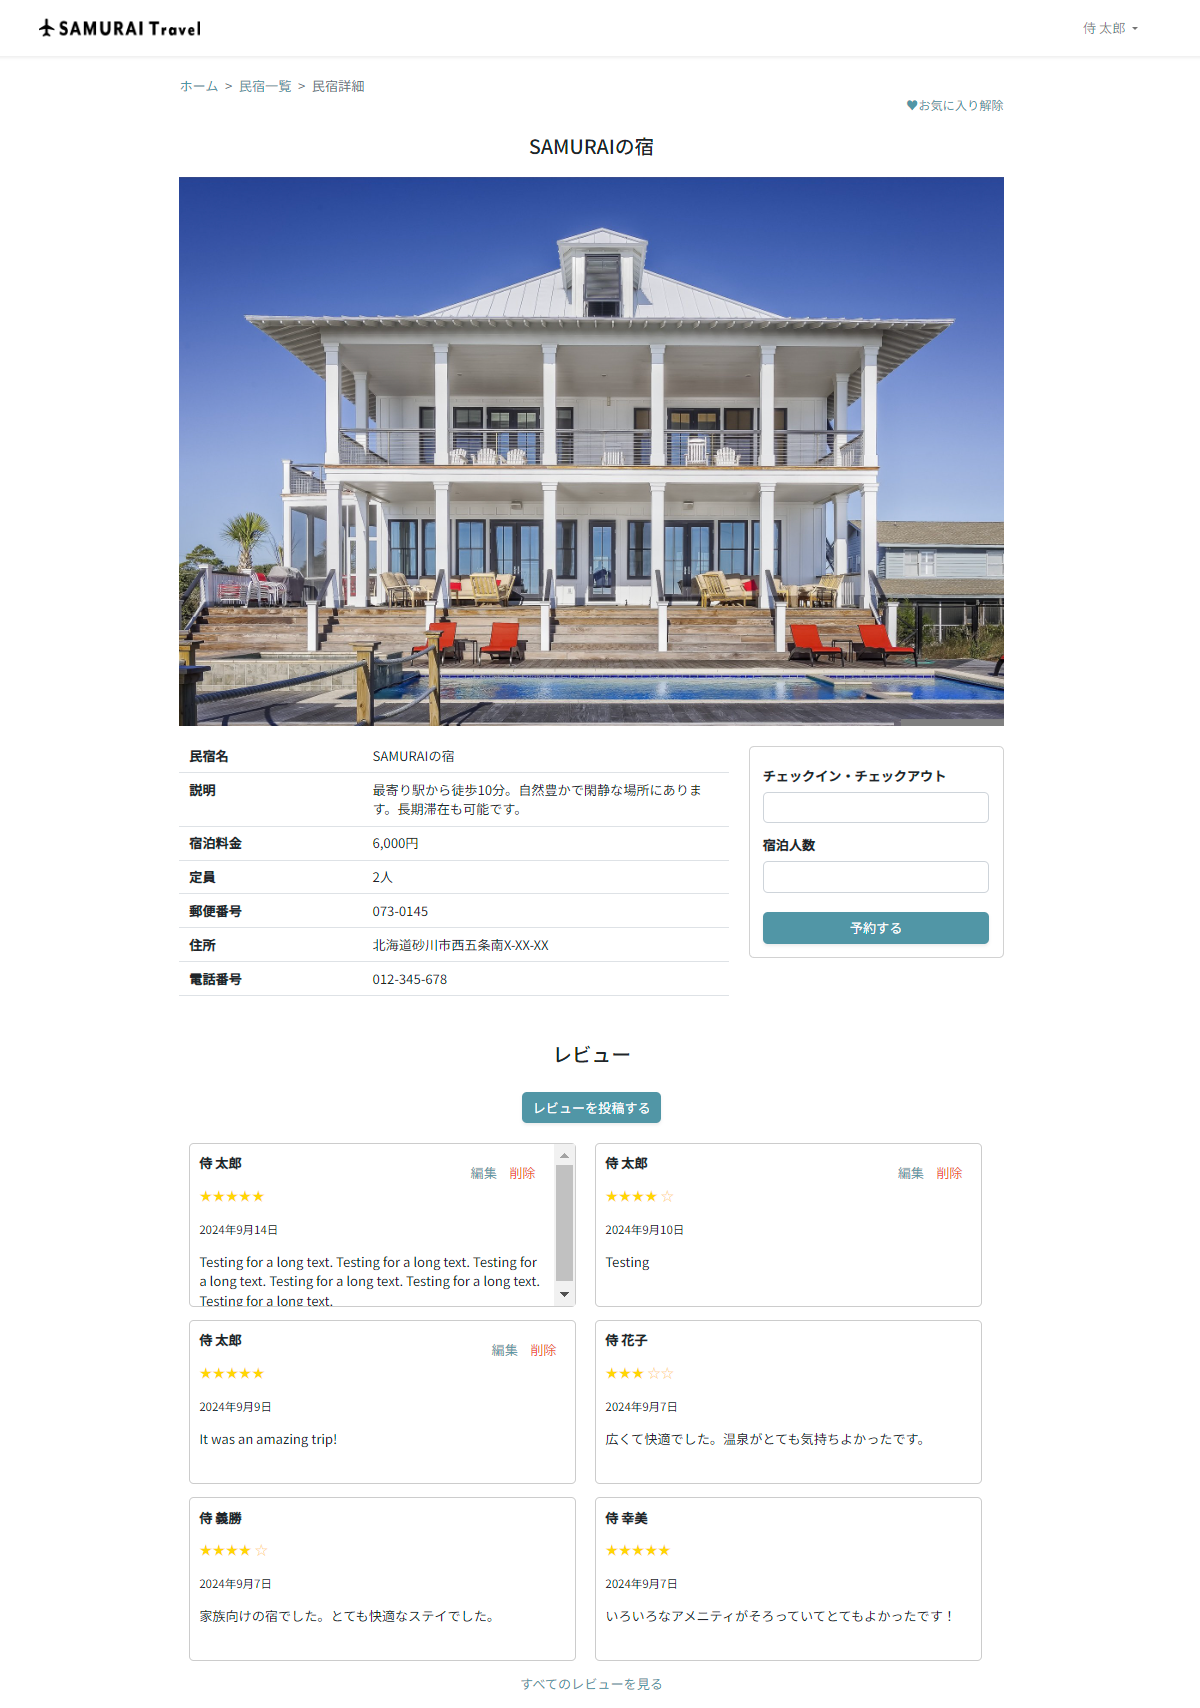 SAMURAI Travel
侍 太郎
ホーム > 民宿一覧 > 民宿詳細
♥お気に入り解除
SAMURAIの宿
民宿名 SAMURAIの宿
説明 最寄り駅から徒歩10分。自然豊かで閑静な場所にありま
す。長期滞在も可能です。
宿泊料金 6,000円
定員 2人
郵便番号 073-0145
住所 北海道砂川市西五条南X-XX-XX
電話番号 012-345-678
チェックイン・チェックアウト
宿泊人数
予約する
レビュー
レビューを投稿する
侍 太郎
編集 削除
★★★★★
2024年9月14日
Testing for a long text. Testing for a long text. Testing for
a long text. Testing for a long text. Testing for a long text.
Testing for a long text.
侍 太郎
編集 削除
★★★★☆
2024年9月10日
Testing
侍 太郎
編集 削除
★★★★★
2024年9月9日
It was an amazing trip!
侍 花子
★★★☆☆
2024年9月7日
広くて快適でした。温泉がとても気持ちよかったです。
侍 義勝
★★★★☆
2024年9月7日
家族向けの宿でした。とても快適なステイでした。
侍 幸美
★★★★★
2024年9月7日
いろいろなアメニティがそろっていてとてもよかったです！
すべてのレビューを見る